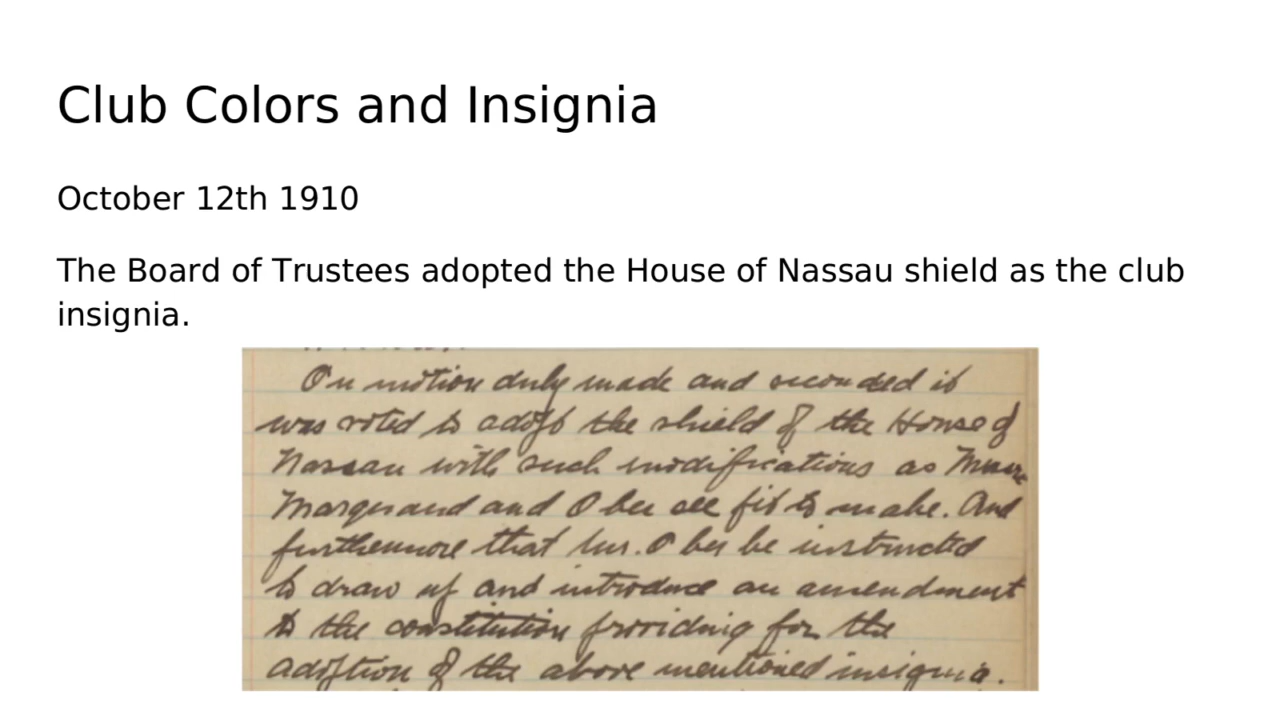 Club Colors and Insignia
October 12th 1910
The Board of Trustees adopted the House of Nassau shield as the club
insignia.
On motion duly made and seconded it
was voted to adopt the shield of the House of
Nassau with such modifications as
Marquand and Ober see fit to make. And
furthermore that Mr. Ober be instructed
to draw up and introduce an amendment
to the constitution providing for the
adoption of the above mentioned insignia.